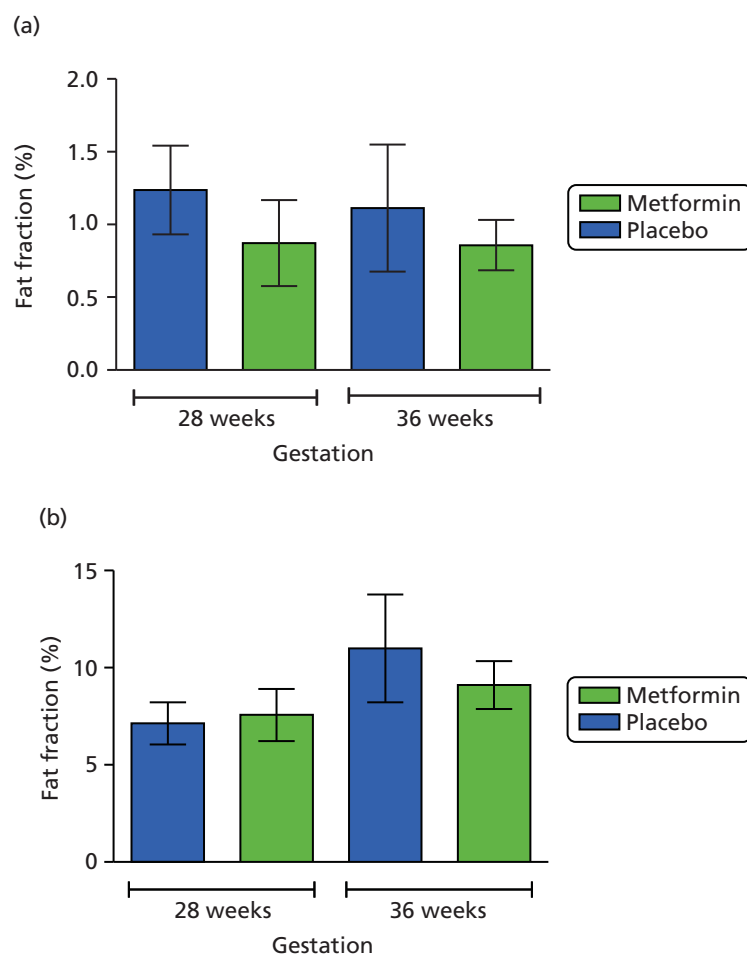 (a)
2.0
1.5
1.0
0.5
0.0
Fat fraction (%)
Metformin
Placebo
28 weeks
36 weeks
Gestation
(b)
15
10
5
0
Fat fraction (%)
Metformin
Placebo
28 weeks
36 weeks
Gestation